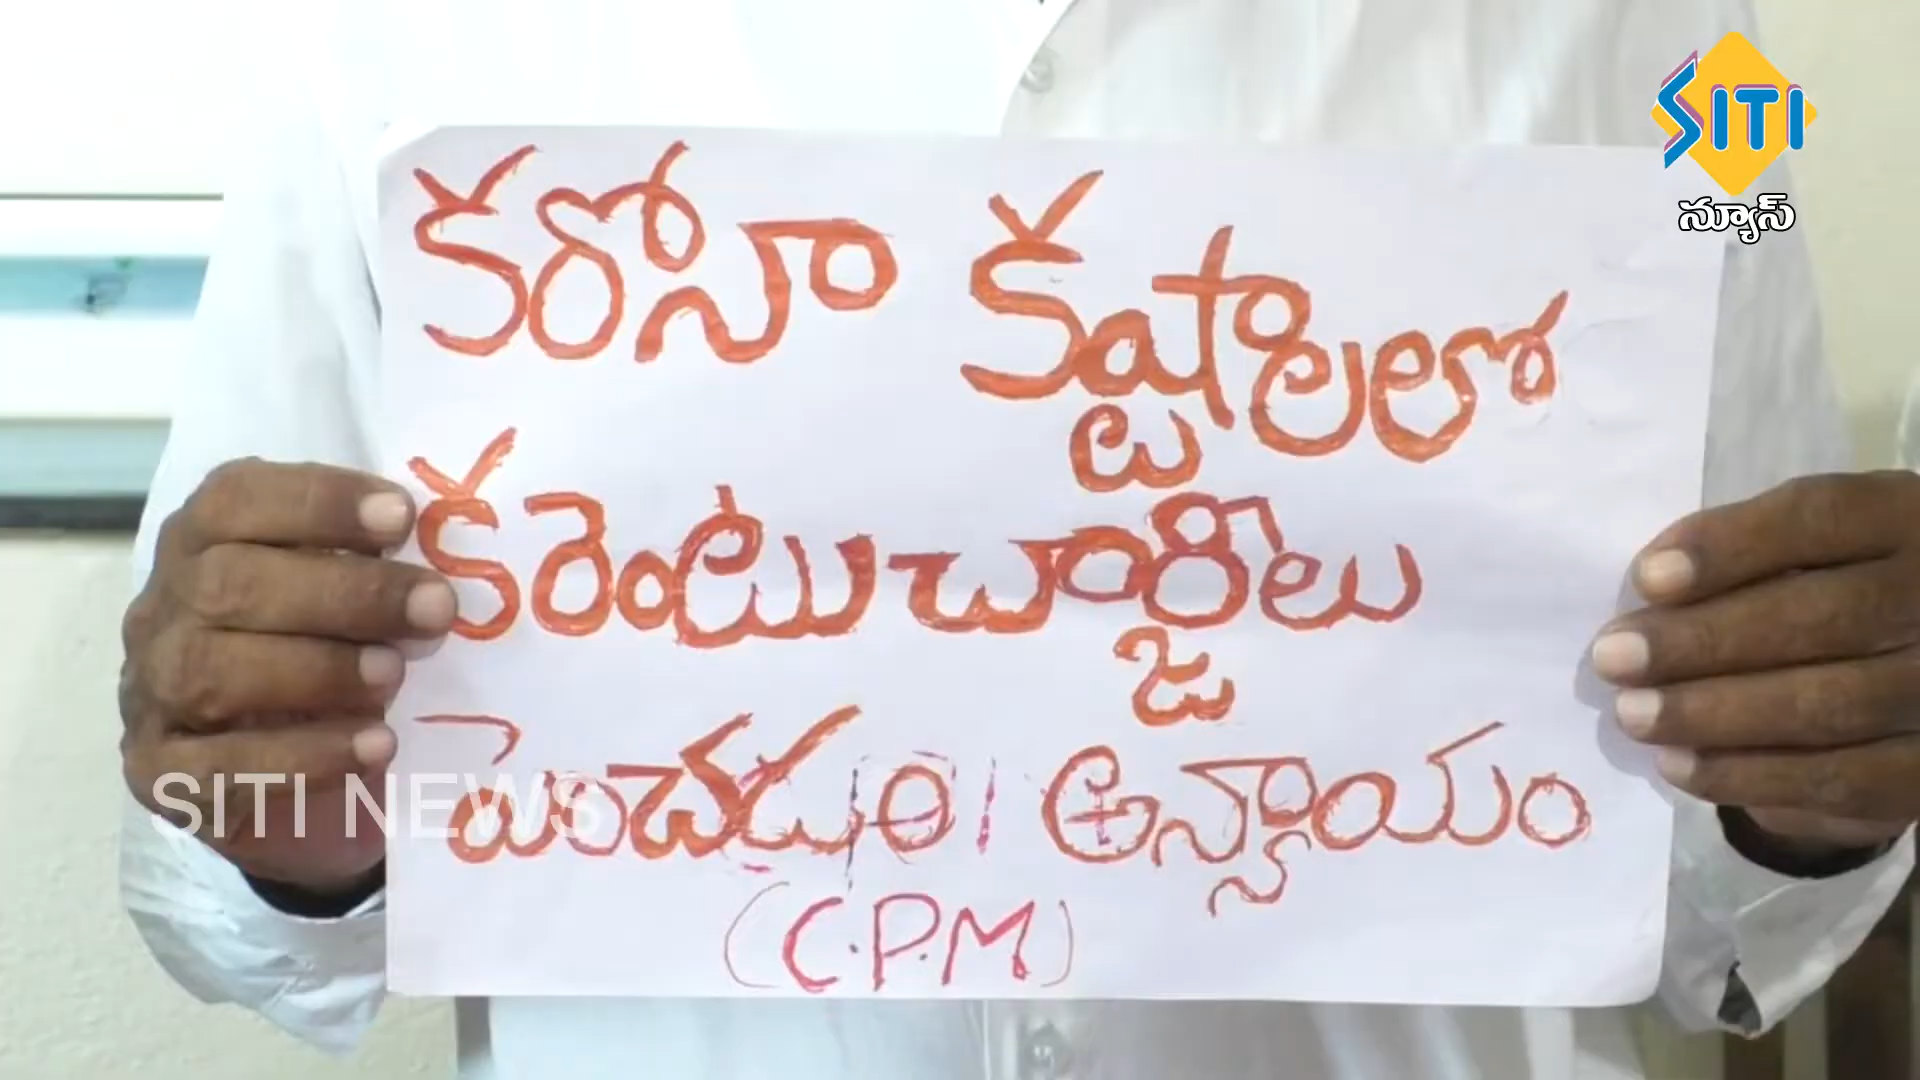 SITI
న్యూస్
కరోనా కష్టాలలో
కరెంటు చార్జీలు
పెంచడం అన్యాయం
(C.P.M)
SITI NEWS